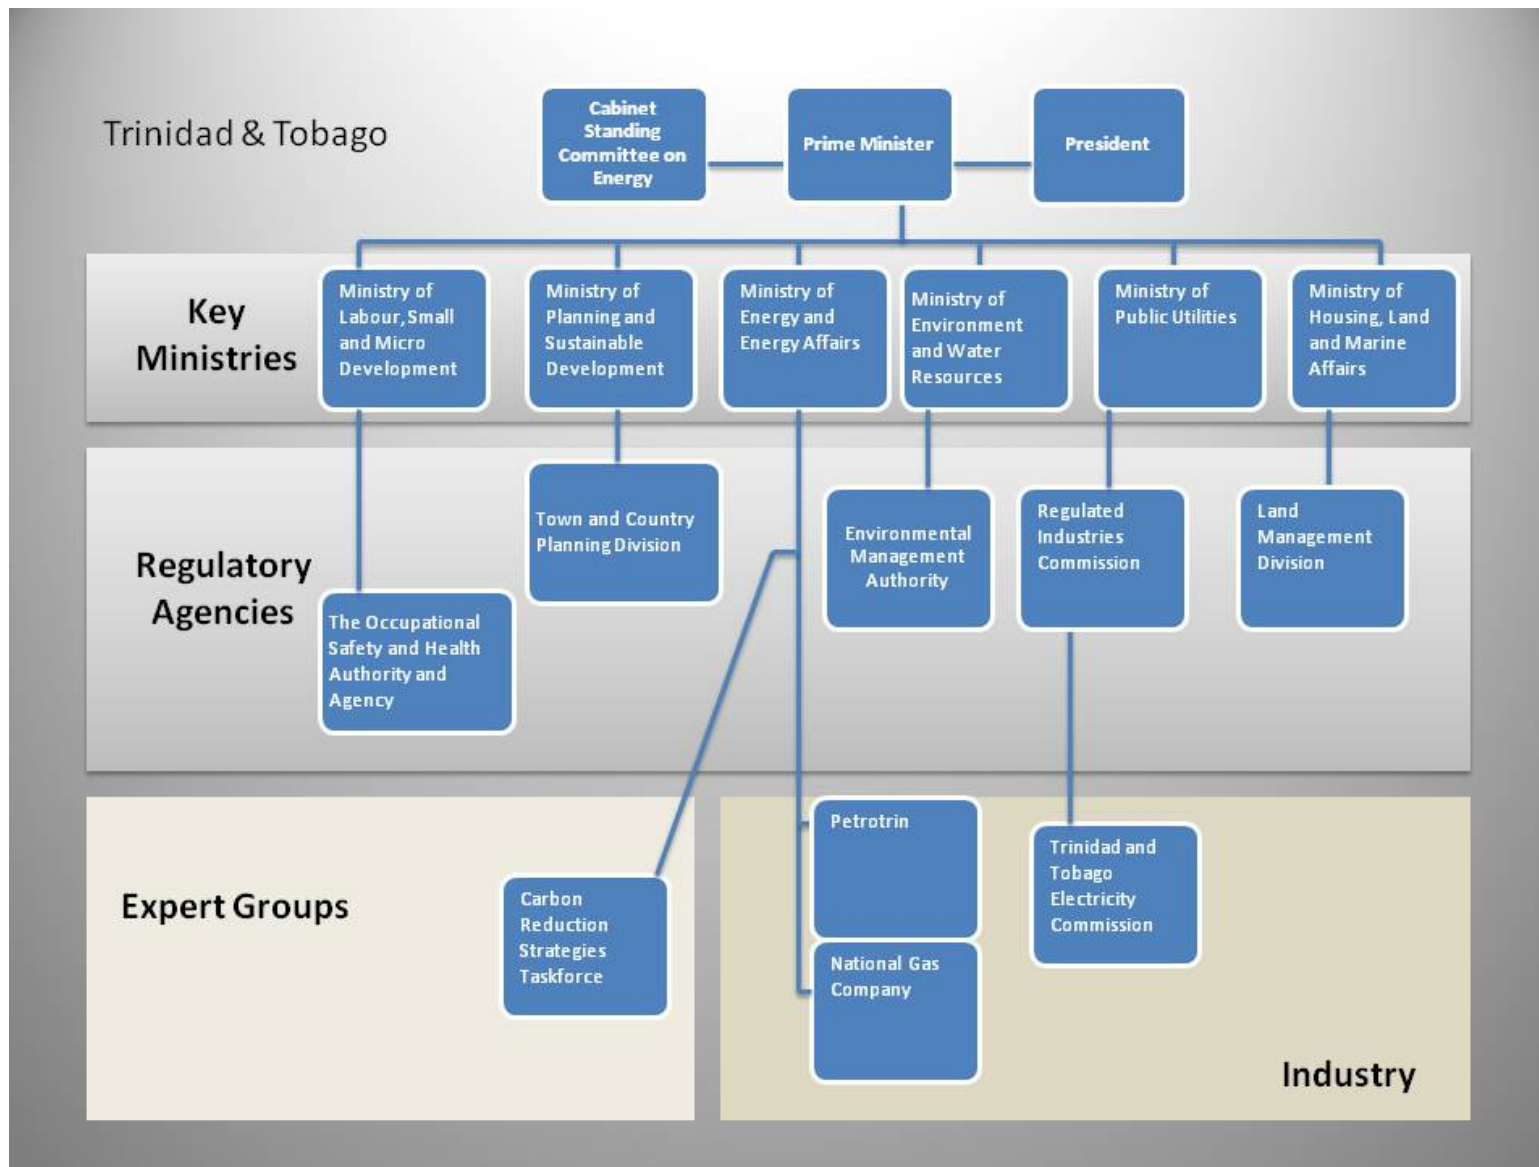 Trinidad & Tobago
Cabinet
Standing
Committee on
Energy
Prime Minister
President
Key
Ministries
Ministry of
Labour, Small
and Micro
Development
Ministry of
Planning and
Sustainable
Development
Ministry of
Energy and
Energy Affairs
Ministry of
Environment
and Water
Resources
Ministry of
Public Utilities
Ministry of
Housing, Land
and Marine
Affairs
Regulatory
Agencies
The Occupational
Safety and Health
Authority and
Agency
Town and Country
Planning Division
Environmental
Management
Authority
Regulated
Industries
Commission
Land
Management
Division
Expert Groups
Carbon
Reduction
Strategies
Taskforce
Petrotrin
National Gas
Company
Trinidad and
Tobago
Electricity
Commission
Industry